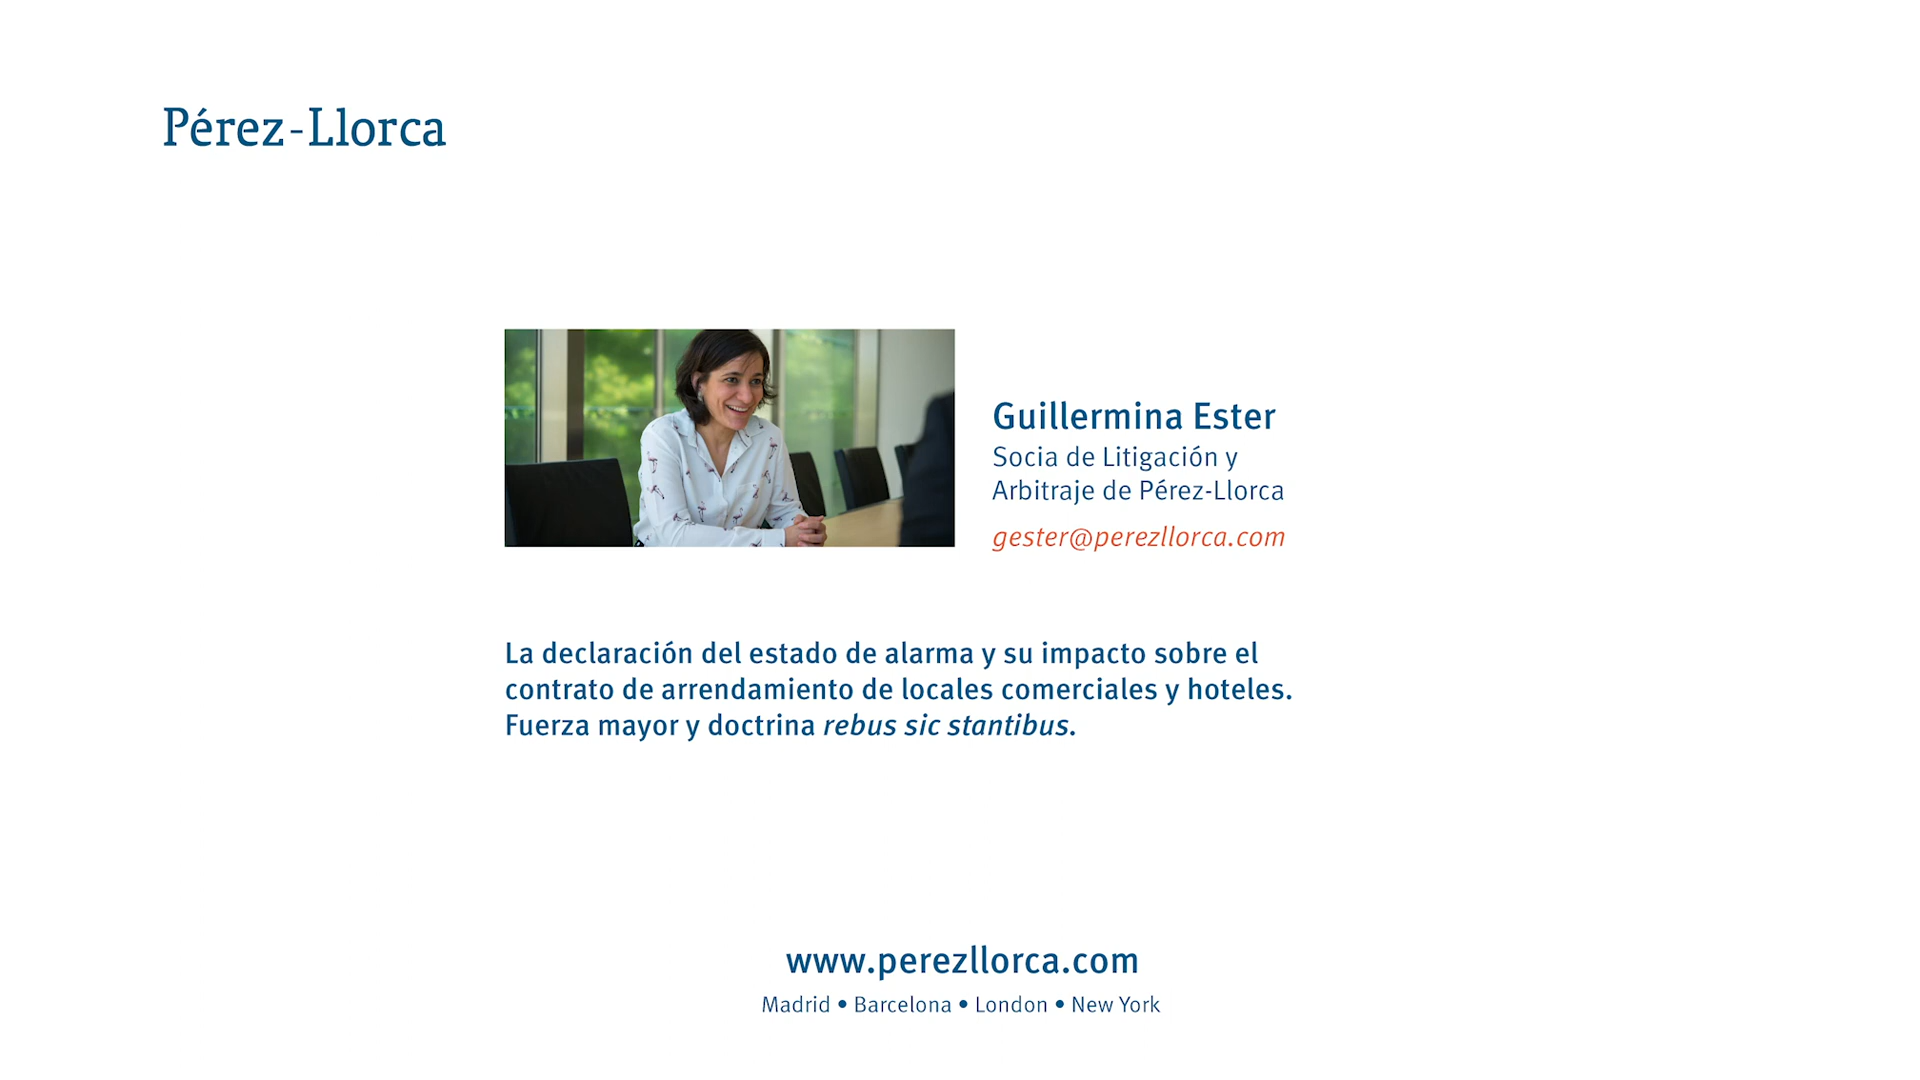 Pérez-Llorca
Guillermina Ester
Socia de Litigación y
Arbitraje de Pérez-Llorca
gester@perezllorca.com
La declaración del estado de alarma y su impacto sobre el
contrato de arrendamiento de locales comerciales y hoteles.
Fuerza mayor y doctrina rebus sic stantibus.
www.perezllorca.com
Madrid • Barcelona • London • New York